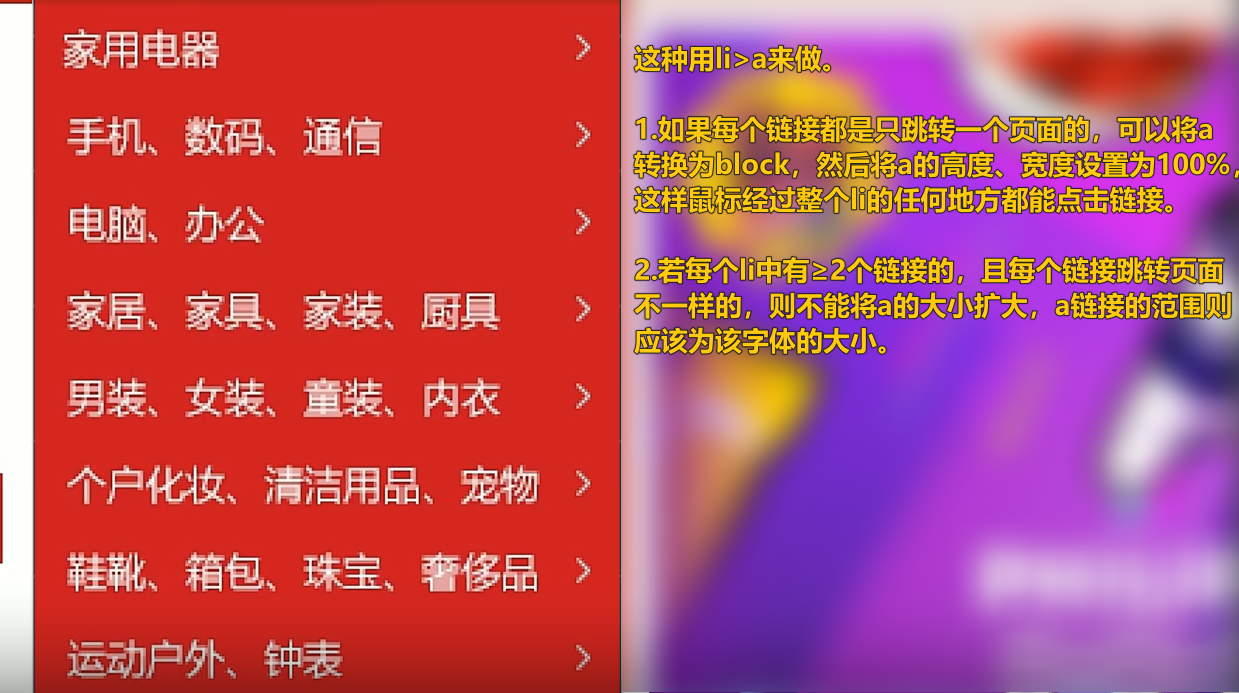 家用电器
手机、数码、通信
电脑、办公
家居、家具、家装、厨具
男装、女装、童装、内衣
个户化妆、清洁用品、宠物
鞋靴、箱包、珠宝、奢侈品
运动户外、钟表
这种用li>a来做。
1.如果每个链接都是只跳转一个页面的，可以将a
转换为block，然后将a的高度、宽度设置为100%，
这样鼠标经过整个li的任何地方都能点击链接。
2.若每个li中有≥2个链接的，且每个链接跳转页面
不一样的，则不能将a的大小扩大，a链接的范围则
应该为该字体的大小。